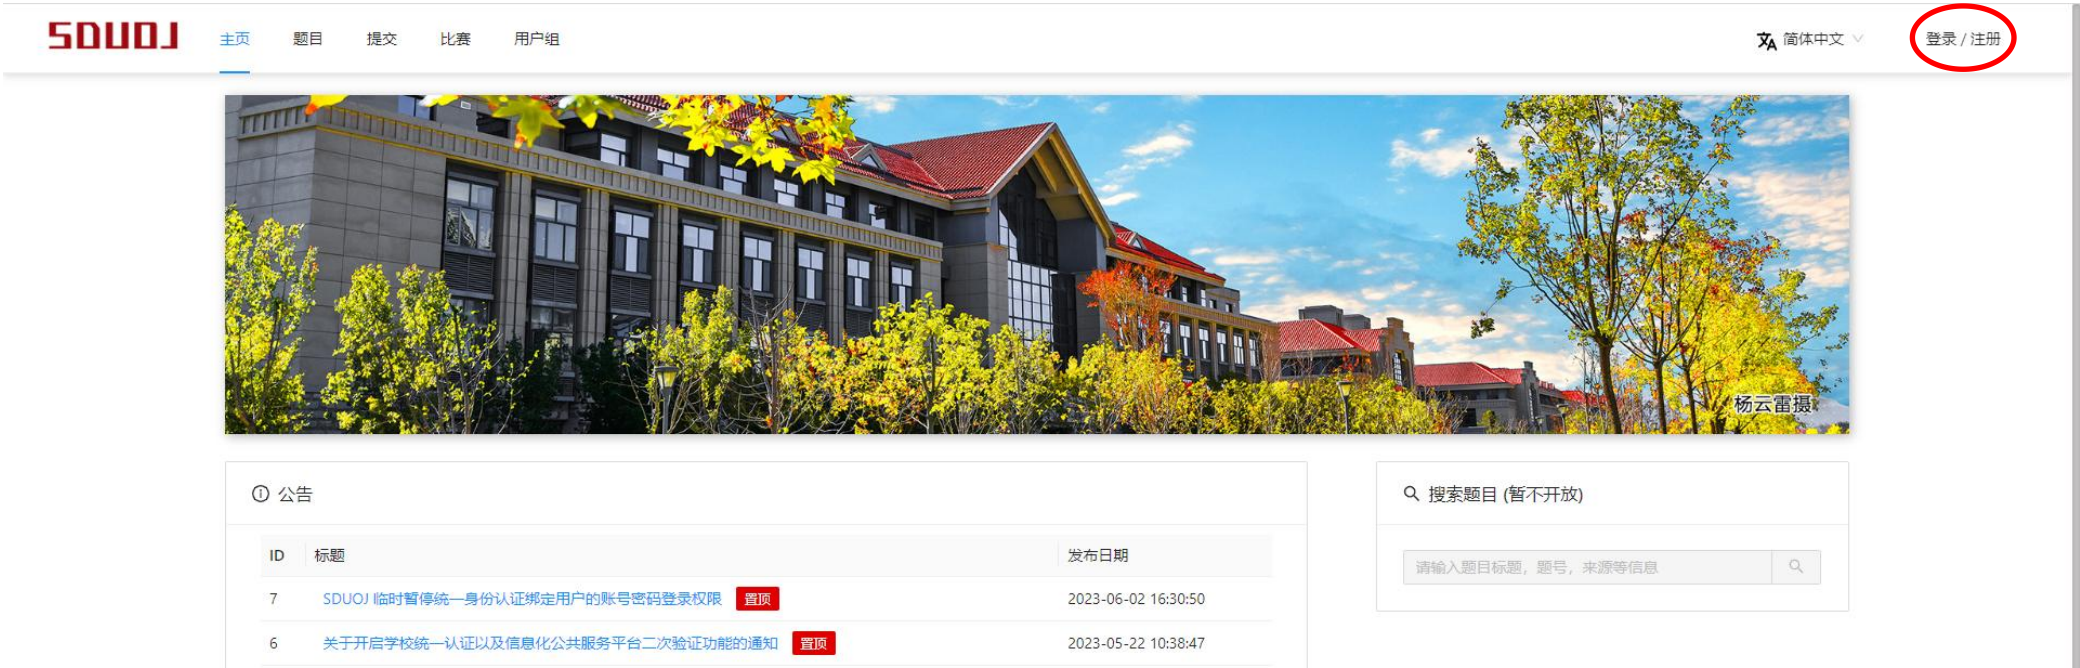 SDUOJ 主页 题目 提交 比赛 用户组 简体中文 登录 / 注册
杨云雷摄
公告
ID 标题 发布日期
7 SDUOJ 临时暂停统一身份认证绑定用户的账号密码登录权限 置顶 2023-06-02 16:30:50
6 关于开启学校统一认证以及信息化公共服务平台二次验证功能的通知 置顶 2023-05-22 10:38:47
搜索题目 (暂不开放)
请输入题目标题，题号，来源等信息